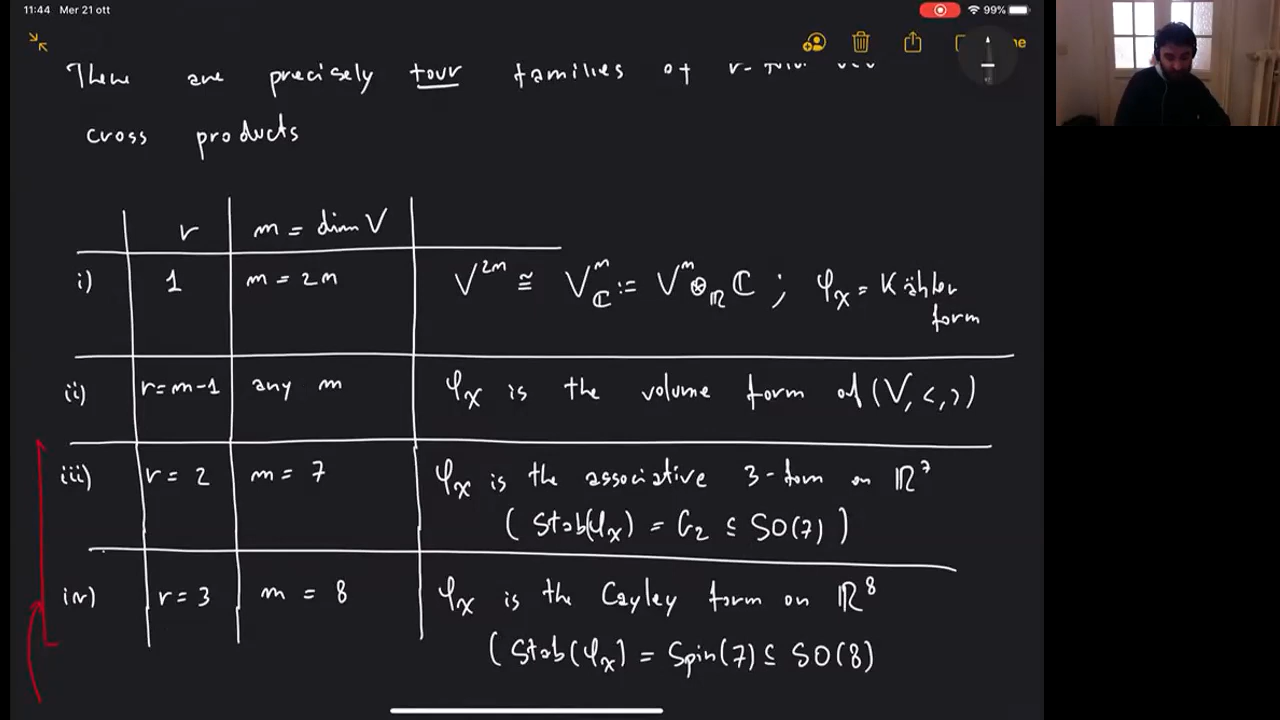 11:44 Mer 21 ott 99%
There are precisely four families of r-fold
cross products
r m = dim V
i) 1 m = 2m V^{2m} ≅ V_ℂ^m := V^m ⊗_ℝ ℂ ; φ_χ = Kähler
form
ii) r=m-1 any m φ_χ is the volume form of (V, <,>)
iii) r = 2 m = 7 φ_χ is the associative 3-form on ℝ^7
( Stab(φ_χ) = G_2 ⊆ SO(7) )
iv) r = 3 m = 8 φ_χ is the Cayley form on ℝ^8
( Stab(φ_χ) = Spin(7) ⊆ SO(8)